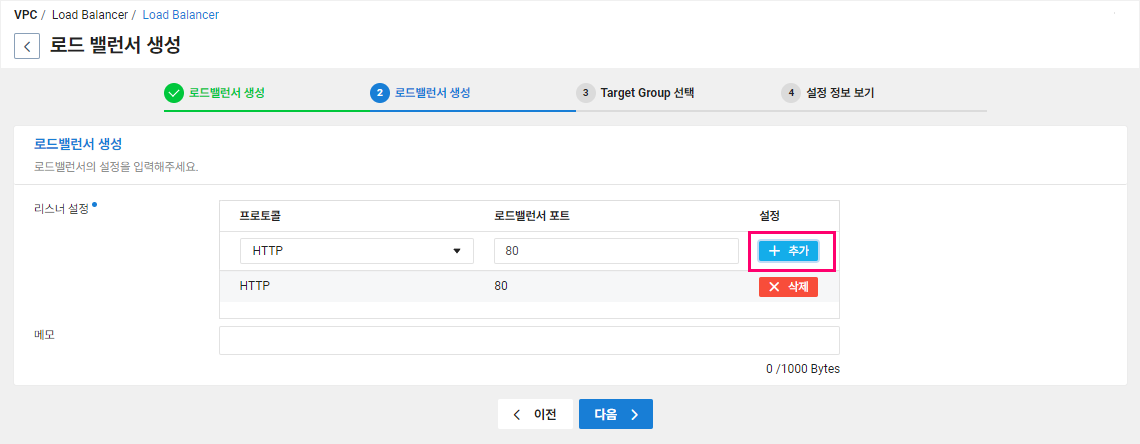 VPC / Load Balancer / Load Balancer
로드 밸런서 생성
로드밸런서 생성 2 로드밸런서 생성 3 Target Group 선택 4 설정 정보 보기
로드밸런서 생성
로드밸런서의 설정을 입력해주세요.
리스너 설정
프로토콜 로드밸런서 포트 설정
HTTP 80 추가
HTTP 80 삭제
메모
0 /1000 Bytes
이전 다음